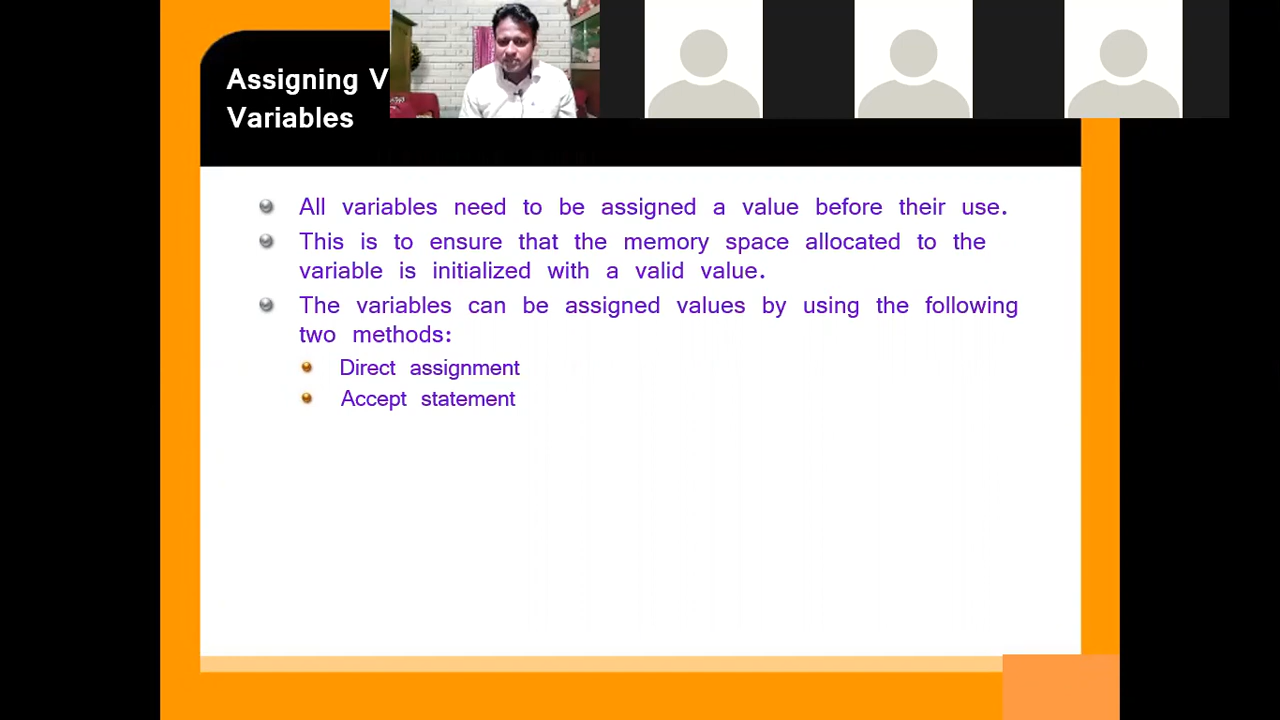 Assigning V
Variables
All variables need to be assigned a value before their use.
This is to ensure that the memory space allocated to the
variable is initialized with a valid value.
The variables can be assigned values by using the following
two methods:
Direct assignment
Accept statement